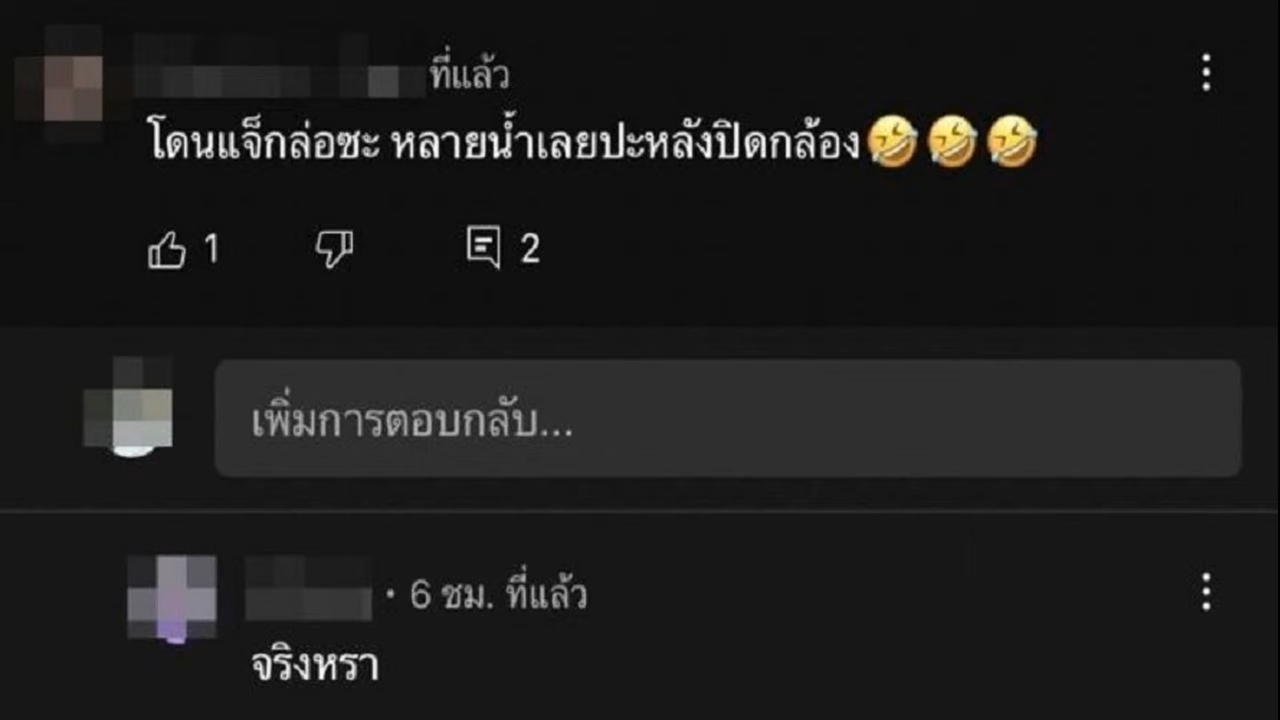 ที่แล้ว
โดนแจ็กล่อซะ หลายน้ำเลยปะหลังปิดกล้อง🤣🤣🤣
1 2
เพิ่มการตอบกลับ...
· 6 ชม. ที่แล้ว
จริงหรา